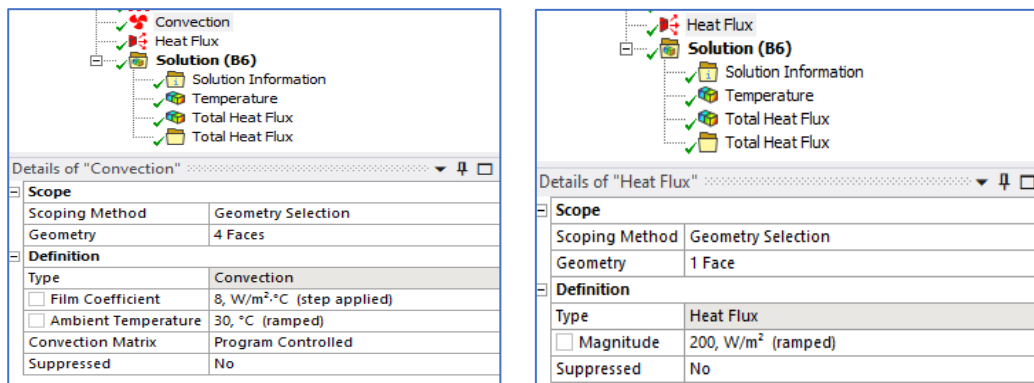 Convection
Heat Flux
Solution (B6)
Solution Information
Temperature
Total Heat Flux
Total Heat Flux
Details of "Convection"
Scope
Scoping Method Geometry Selection
Geometry 4 Faces
Definition
Type Convection
Film Coefficient 8, W/m²·°C (step applied)
Ambient Temperature 30, °C (ramped)
Convection Matrix Program Controlled
Suppressed No
Heat Flux
Solution (B6)
Solution Information
Temperature
Total Heat Flux
Total Heat Flux
Details of "Heat Flux"
Scope
Scoping Method Geometry Selection
Geometry 1 Face
Definition
Type Heat Flux
Magnitude 200, W/m² (ramped)
Suppressed No